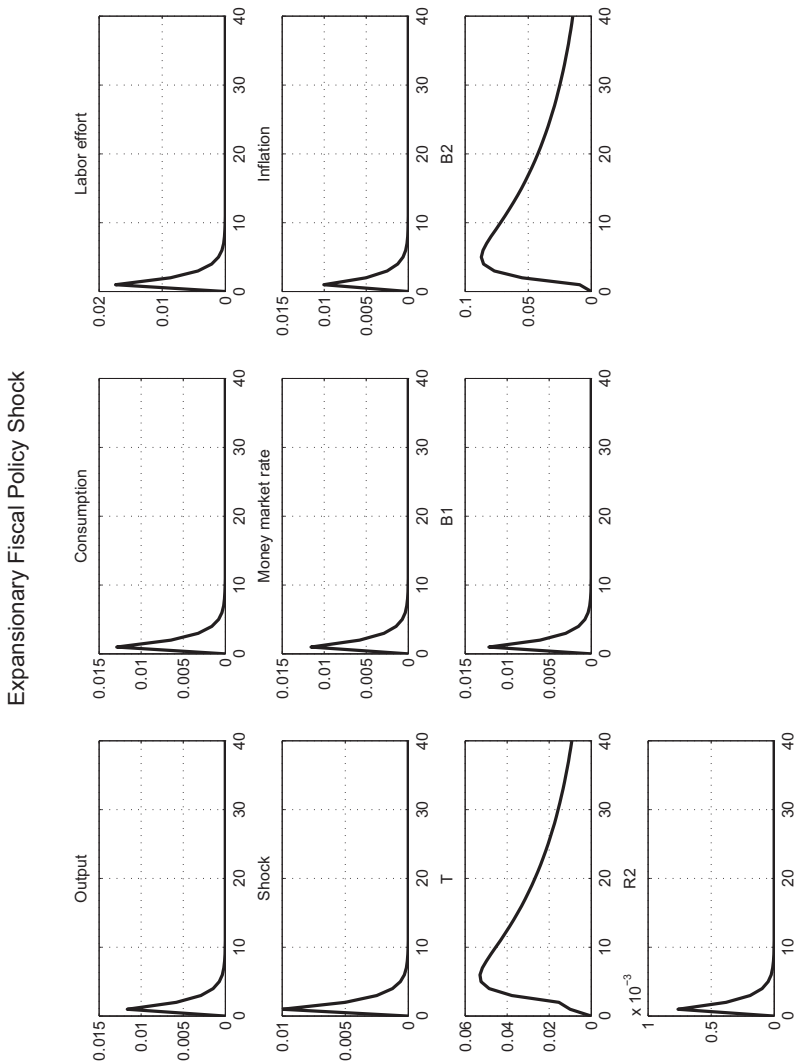 Expansionary Fiscal Policy Shock
Output
0.015
0.01
0.005
0
0 10 20 30 40
Consumption
0.015
0.01
0.005
0
0 10 20 30 40
Labor effort
0.02
0.01
0
0 10 20 30 40
Shock
0.01
0.005
0
0 10 20 30 40
Money market rate
0.015
0.01
0.005
0
0 10 20 30 40
Inflation
0.015
0.01
0.005
0
0 10 20 30 40
T
0.06
0.04
0.02
0
0 10 20 30 40
B1
0.015
0.01
0.005
0
0 10 20 30 40
B2
0.1
0.05
0
0 10 20 30 40
x 10⁻³ R2
1
0.5
0
0 10 20 30 40